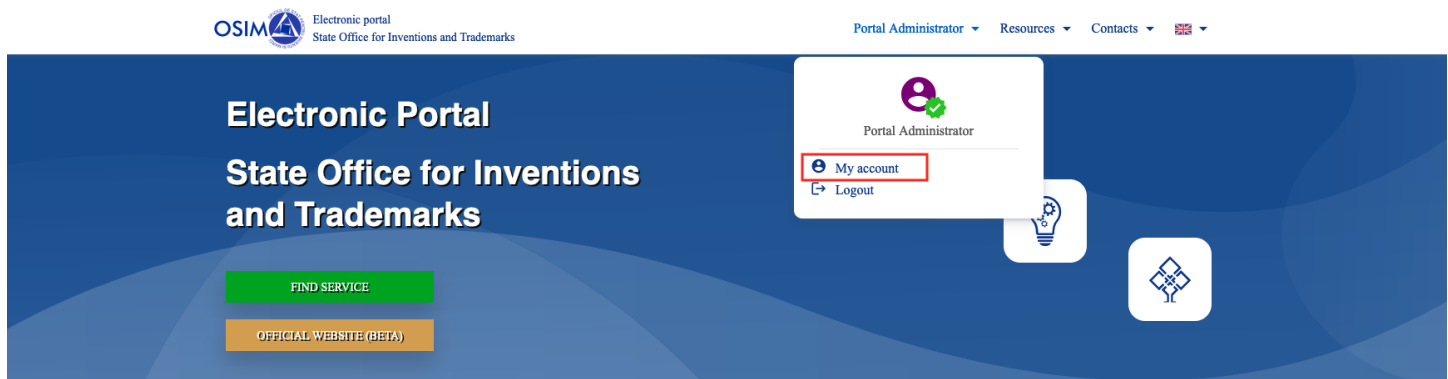 OSIM
Electronic portal
State Office for Inventions and Trademarks
Portal Administrator
Resources
Contacts
Electronic Portal
State Office for Inventions
and Trademarks
FIND SERVICE
OFFICIAL WEBSITE (BETA)
Portal Administrator
My account
Logout